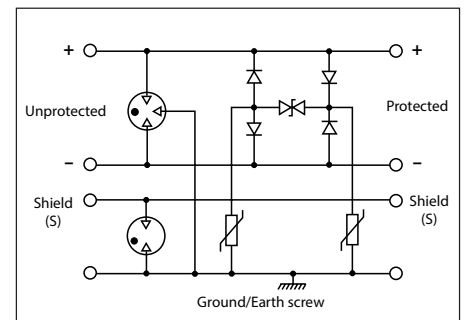 + +
Unprotected Protected
– –
Shield Shield
(S) (S)
Ground/Earth screw